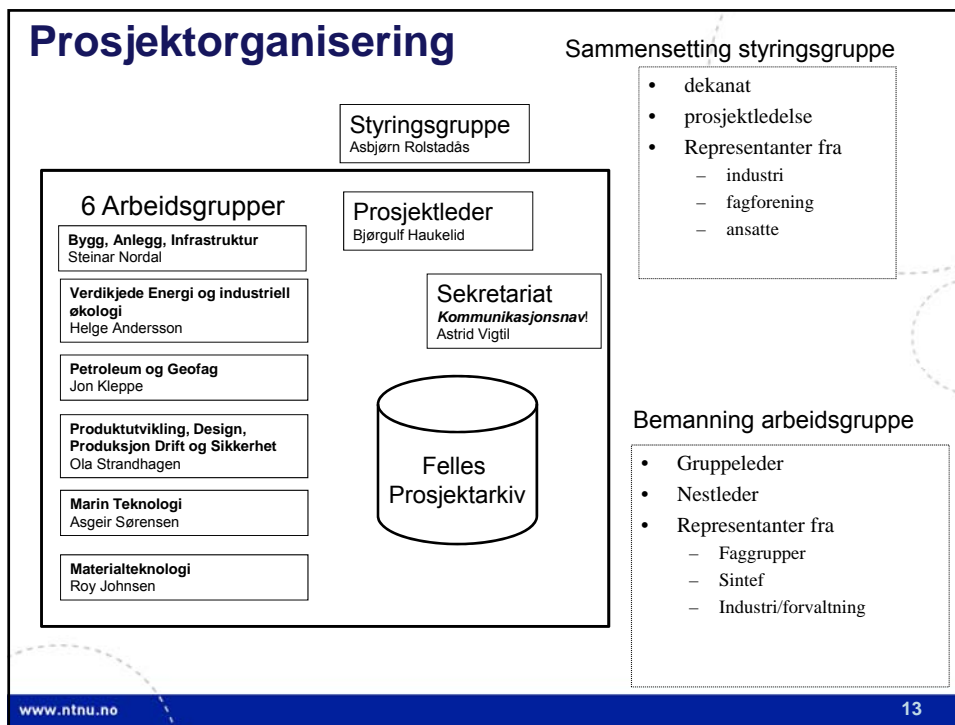 Prosjektorganisering
Styringsgruppe
Asbjørn Rolstadås
6 Arbeidsgrupper
Bygg, Anlegg, Infrastruktur
Steinar Nordal
Verdikjede Energi og industriell
økologi
Helge Andersson
Petroleum og Geofag
Jon Kleppe
Produktutvikling, Design,
Produksjon Drift og Sikkerhet
Ola Strandhagen
Marin Teknologi
Asgeir Sørensen
Materialteknologi
Roy Johnsen
Prosjektleder
Bjørgulf Haukelid
Sekretariat
Kommunikasjonsnav!
Astrid Vigtil
Felles
Prosjektarkiv
Sammensetting styringsgruppe
• dekanat
• prosjektledelse
• Representanter fra
– industri
– fagforening
– ansatte
Bemanning arbeidsgruppe
• Gruppeleder
• Nestleder
• Representanter fra
– Faggrupper
– Sintef
– Industri/forvaltning
www.ntnu.no
13